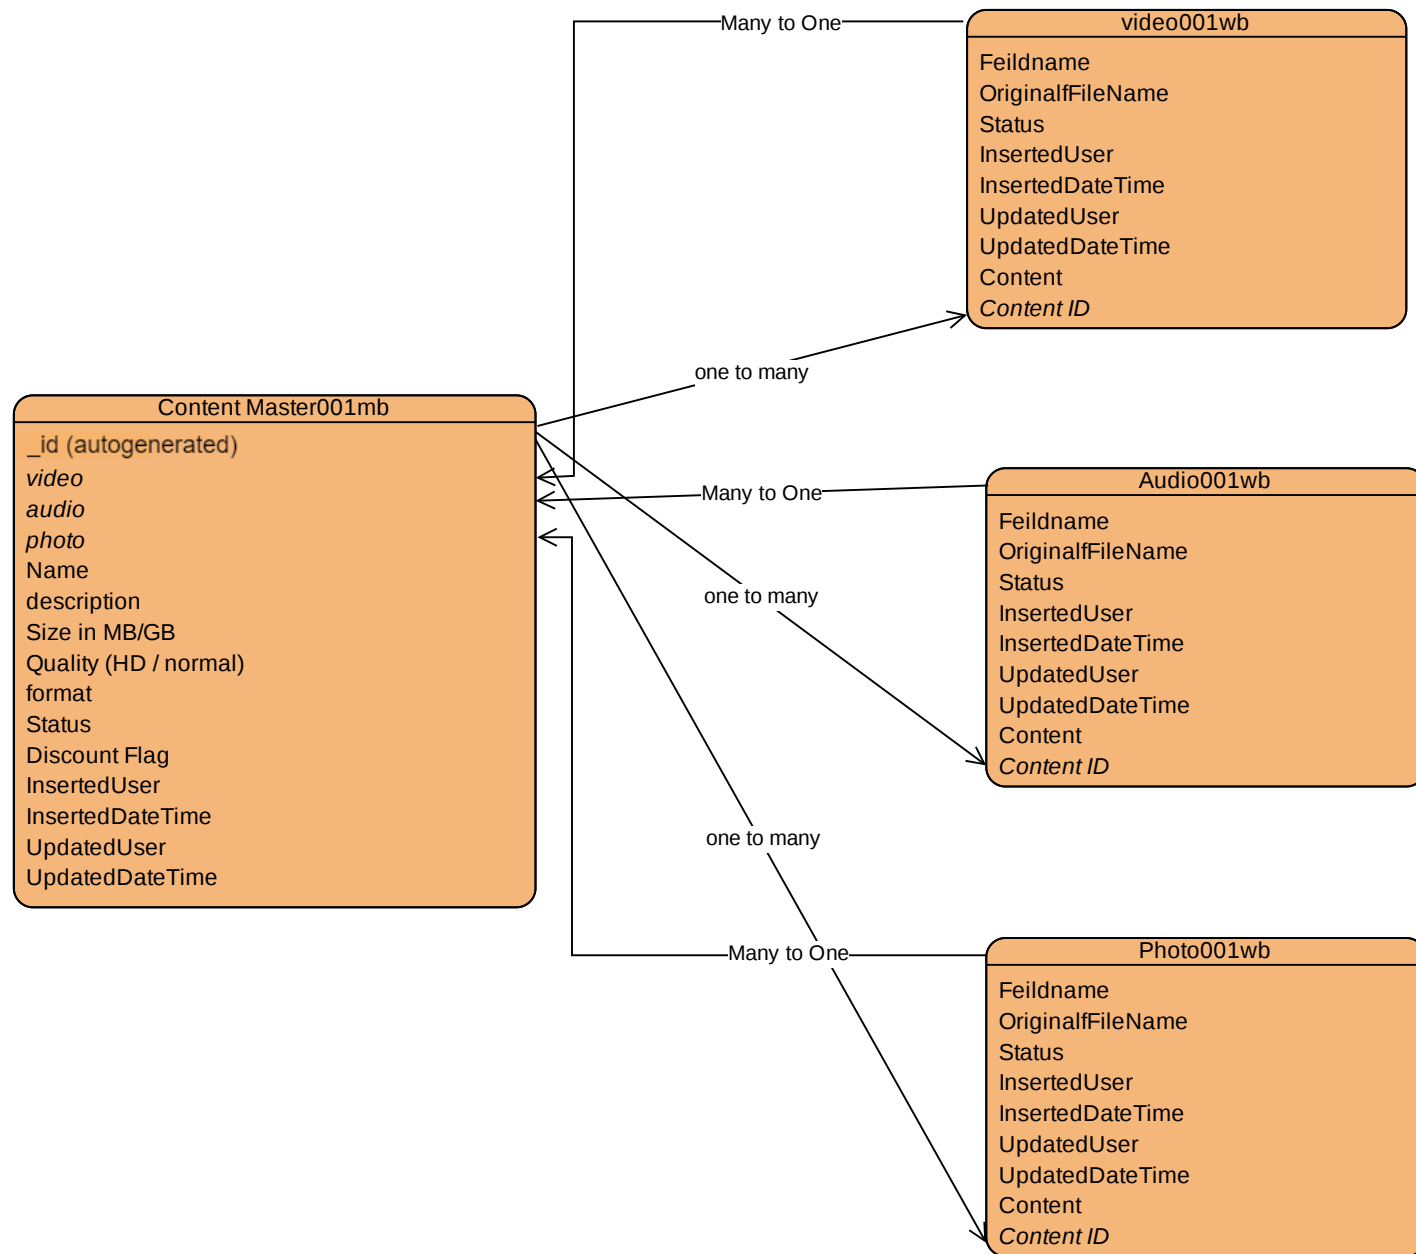 Many to One
video001wb
Feildname
OriginalfFileName
Status
InsertedUser
InsertedDateTime
UpdatedUser
UpdatedDateTime
Content
Content ID
one to many
Content Master001mb
_id (autogenerated)
video
audio
photo
Name
description
Size in MB/GB
Quality (HD / normal)
format
Status
Discount Flag
InsertedUser
InsertedDateTime
UpdatedUser
UpdatedDateTime
Many to One
Audio001wb
Feildname
OriginalfFileName
Status
InsertedUser
InsertedDateTime
UpdatedUser
UpdatedDateTime
Content
Content ID
one to many
one to many
Many to One
Photo001wb
Feildname
OriginalfFileName
Status
InsertedUser
InsertedDateTime
UpdatedUser
UpdatedDateTime
Content
Content ID